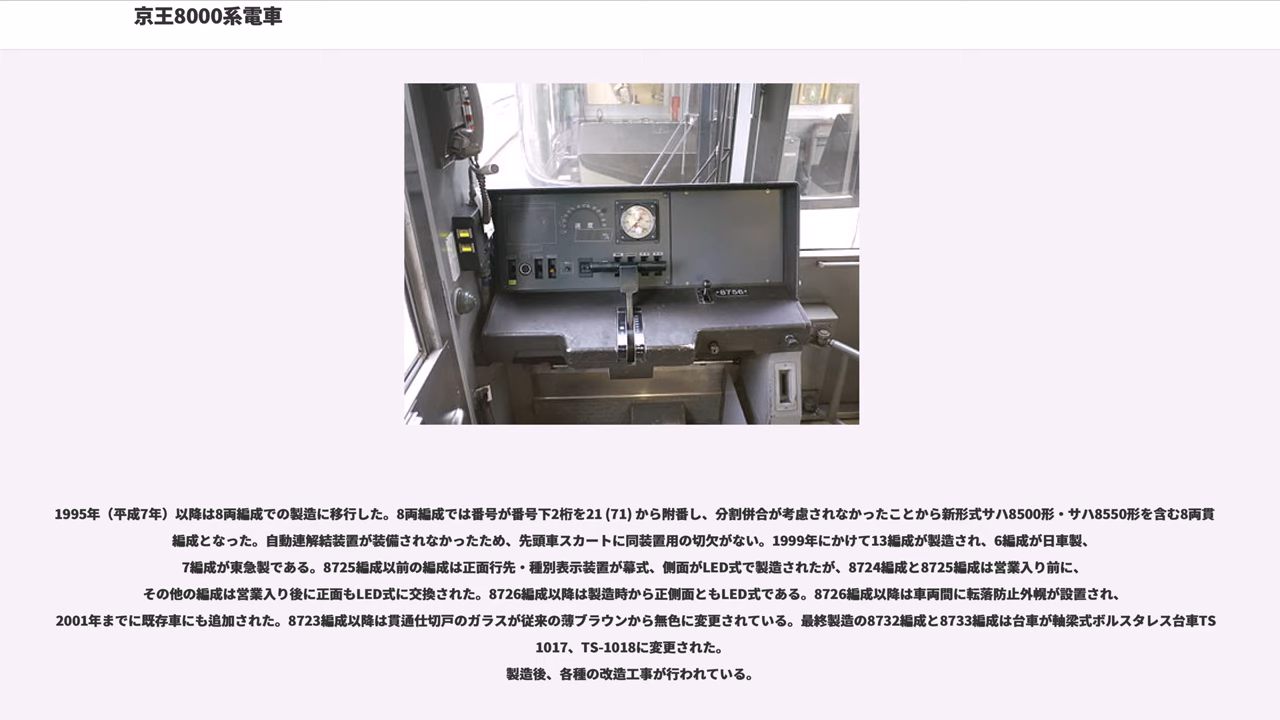 京王8000系電車
速度
8756
1995年（平成7年）以降は8両編成での製造に移行した。8両編成では番号が番号下2桁を21 (71) から附番し、分割併合が考慮されなかったことから新形式サハ8500形・サハ8550形を含む8両貫
編成となった。自動連解結装置が装備されなかったため、先頭車スカートに同装置用の切欠がない。1999年にかけて13編成が製造され、6編成が日車製、
7編成が東急製である。8725編成以前の編成は正面行先・種別表示装置が幕式、側面がLED式で製造されたが、8724編成と8725編成は営業入り前に、
その他の編成は営業入り後に正面もLED式に交換された。8726編成以降は製造時から正側面ともLED式である。8726編成以降は車両間に転落防止外幌が設置され、
2001年までに既存車にも追加された。8723編成以降は貫通仕切戸のガラスが従来の薄ブラウンから無色に変更されている。最終製造の8732編成と8733編成は台車が軸梁式ボルスタレス台車TS
1017、TS-1018に変更された。
製造後、各種の改造工事が行われている。